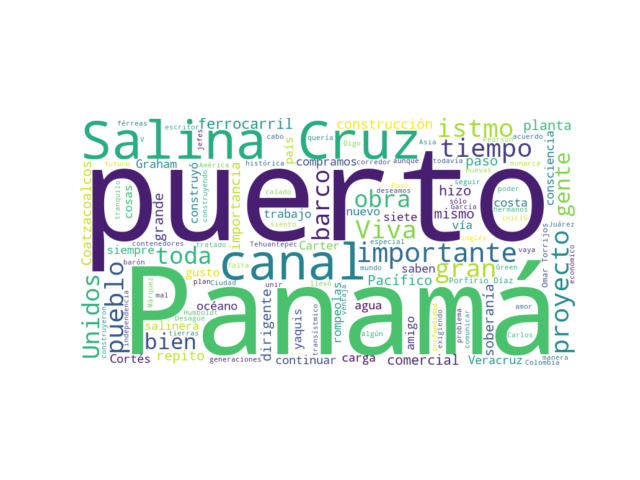 férreas
escritor
jefes
quería
Asia
acuerdo
V
ferrocarril
cabo
construcción
istmo
planta
Salina Cruz
Digo
todavía
Pearson
futuro
Graham
país
compramos
corredor
aunque
tiempo
paso
monarca
histórica
América
Coatzacoalcos
tranquilo
cosas
construyó
construyendo
importancia
barco
calado
deseamos
Pasó
nuevas
seguir
poder
consciencia
gente
puerto
grande
obra
hizo
sólo
hermanos
costa
trabajo
nuevo
siete
mismo
García
vía
inició
Juárez
tratado
siento
Tehuantepec
Viva
Carter
especial
inglés
siempre
toda
canal
importante
vaya
Omar Torrijos
económico
barón
gusto
falta
saben
mundo
gran
Green
Unidos
pueblo
plan
Ciudad
unir
llevó
Pacífico
Porfirio Díaz
proyecto
mal
Márquez
océano
Panamá
ventaja
agua
soberanía
amor
independencia
Humboldt
Desagüe
dirigente
rompeolas
algún
amigo
exigiendo
problema
comunicar
Carlos
construyeron
salinera
tierras
yaquis
transístmico
bien
manera
Cortés
repito
generaciones
continuar
carga
comercial
Veracruz
Colombia
contenedores